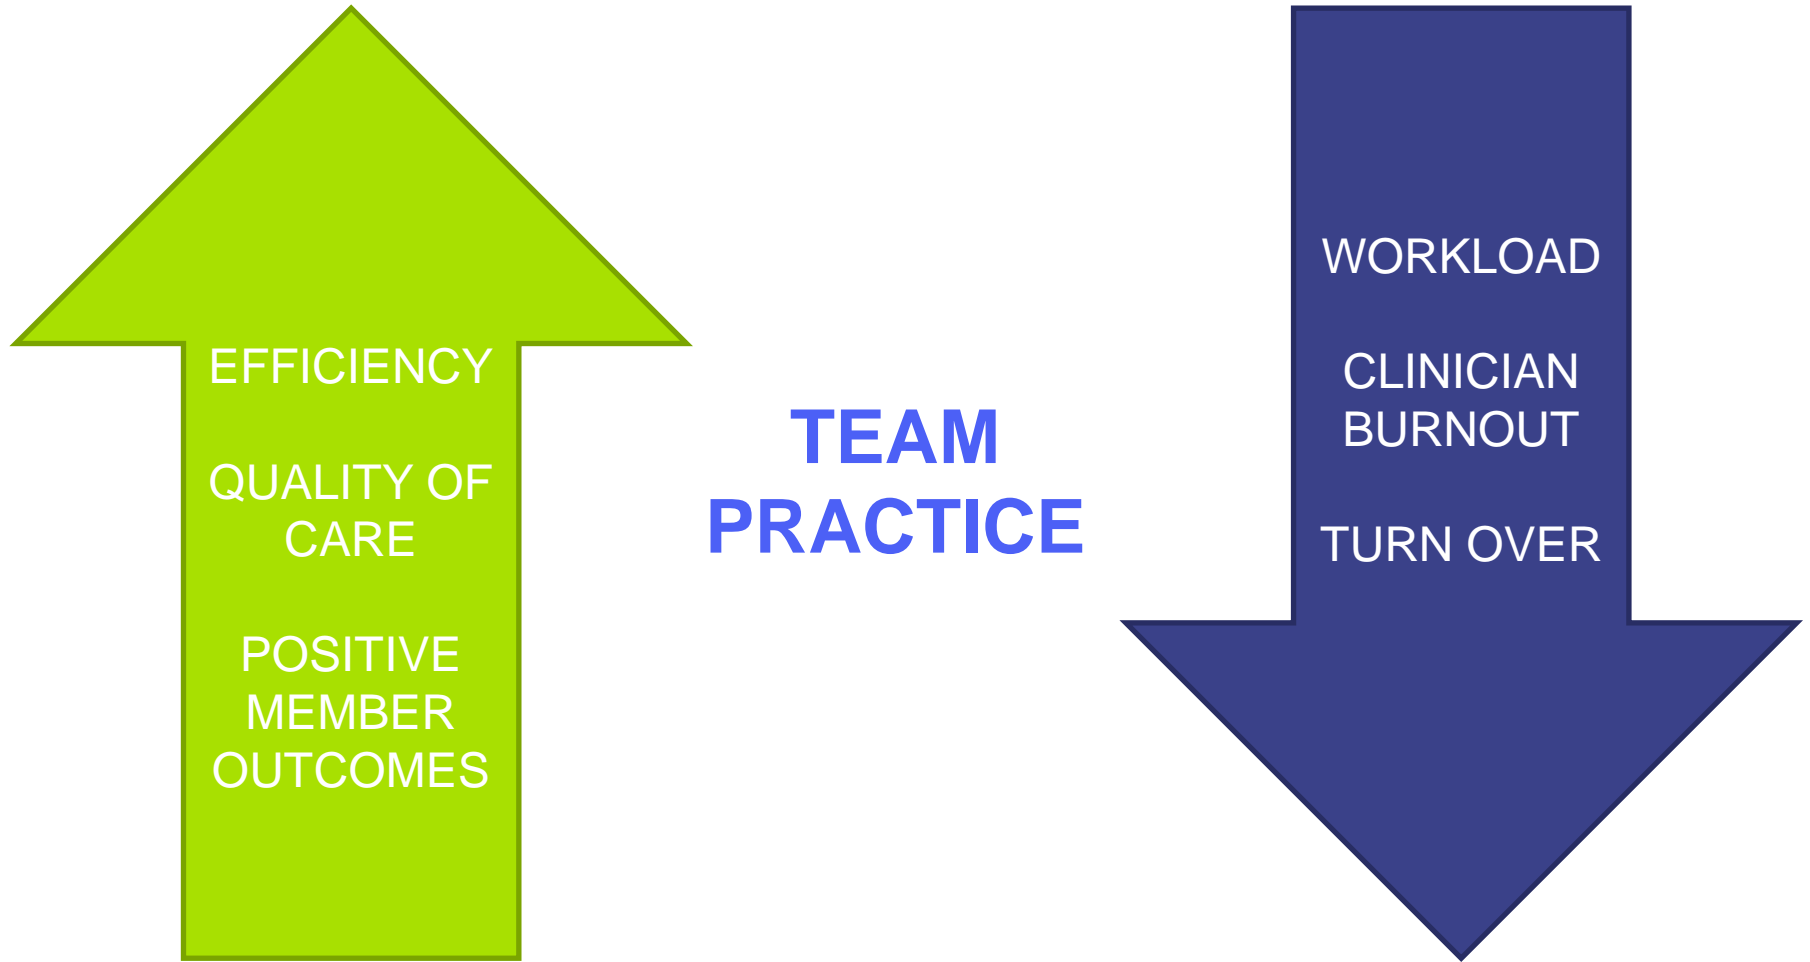 EFFICIENCY
QUALITY OF
CARE
POSITIVE
MEMBER
OUTCOMES
TEAM
PRACTICE
WORKLOAD
CLINICIAN
BURNOUT
TURN OVER